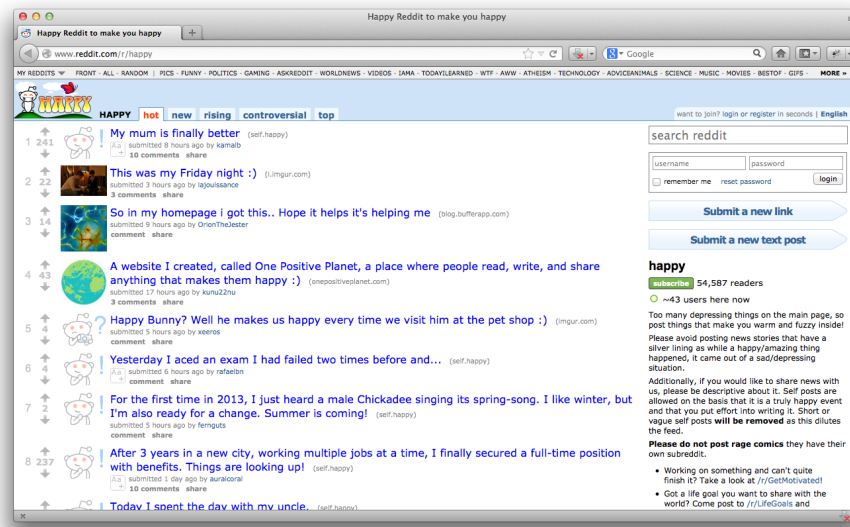 Happy Reddit to make you happy
Happy Reddit to make you happy
www.reddit.com/r/happy
Google
MY REDDITS FRONT - ALL - RANDOM | PICS - FUNNY - POLITICS - GAMING - ASKREDDIT - WORLDNEWS - VIDEOS - IAMA - TODAYILEARNED - WTF - AWW - ATHEISM - TECHNOLOGY - ADVICEANIMALS - SCIENCE - MUSIC - MOVIES - BESTOF - GIFS - MORE »
HAPPY HAPPY hot new rising controversial top
want to join? login or register in seconds | English
1 241 My mum is finally better (self.happy)
Aa+ submitted 8 hours ago by kamalb
10 comments share
2 22 This was my Friday night :) (i.imgur.com)
submitted 3 hours ago by lajouissance
3 comments share
3 14 So in my homepage i got this.. Hope it helps it's helping me (blog.bufferapp.com)
submitted 9 hours ago by OrionTheJester
comment share
4 43 A website I created, called One Positive Planet, a place where people read, write, and share
anything that makes them happy :) (onepositiveplanet.com)
submitted 17 hours ago by kunu22nu
3 comments share
5 4 Happy Bunny? Well he makes us happy every time we visit him at the pet shop :) (imgur.com)
submitted 5 hours ago by xeeros
comment share
6 4 Yesterday I aced an exam I had failed two times before and... (self.happy)
Aa+ submitted 6 hours ago by rafaelbn
comment share
7 2 For the first time in 2013, I just heard a male Chickadee singing its spring-song. I like winter, but
I'm also ready for a change. Summer is coming! (self.happy)
submitted 5 hours ago by fernguts
comment share
8 237 After 3 years in a new city, working multiple jobs at a time, I finally secured a full-time position
with benefits. Things are looking up! (self.happy)
Aa+ submitted 1 day ago by auralcoral
10 comments share
Today I spent the day with my uncle. (self.happy)
search reddit
username password
remember me reset password login
Submit a new link
Submit a new text post
happy
subscribe 54,587 readers
~43 users here now
Too many depressing things on the main page, so
post things that make you warm and fuzzy inside!
Please avoid posting news stories that have a
silver lining as while a happy/amazing thing
happened, it came out of a sad/depressing
situation.
Additionally, if you would like to share news with
us, please be descriptive about it. Self posts are
allowed on the basis that it is a truly happy event
and that you put effort into writing it. Short or
vague self posts will be removed as this dilutes
the feed.
Please do not post rage comics they have their
own subreddit.
• Working on something and can't quite
finish it? Take a look at /r/GetMotivated!
• Got a life goal you want to share with the
world? Come post to /r/LifeGoals and